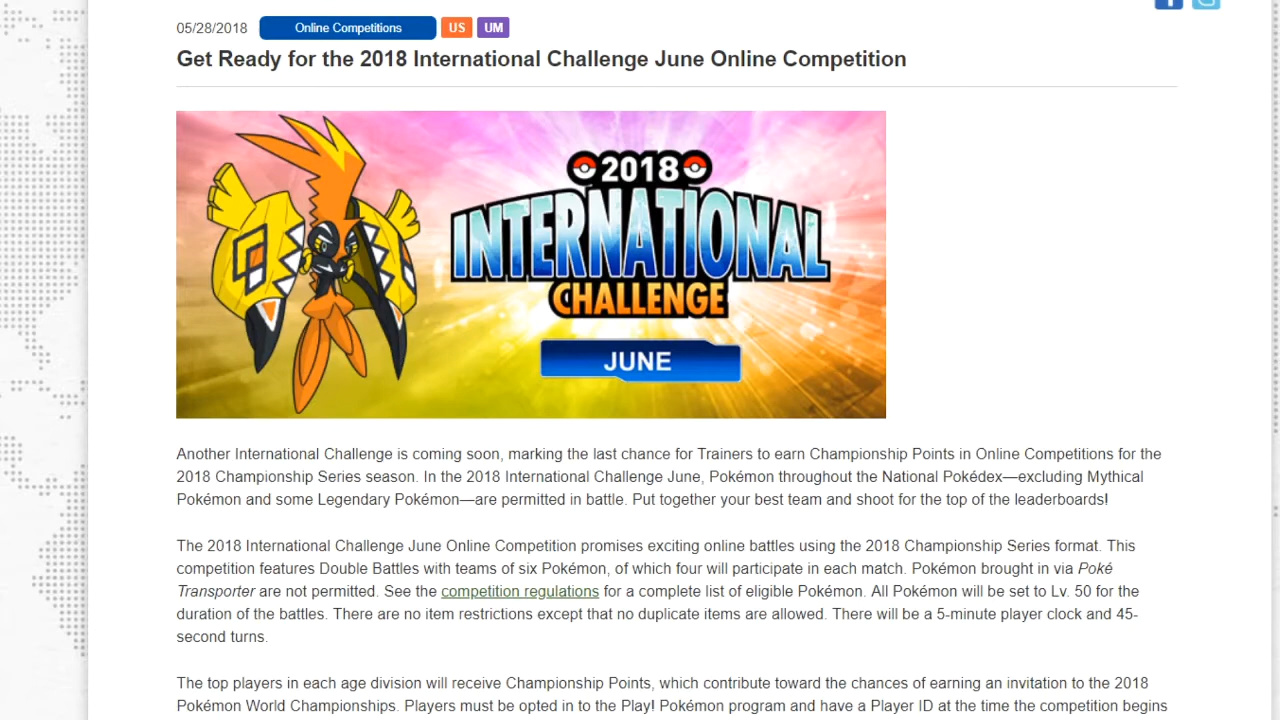 05/28/2018 Online Competitions US UM
Get Ready for the 2018 International Challenge June Online Competition
2018
INTERNATIONAL
CHALLENGE
JUNE
Another International Challenge is coming soon, marking the last chance for Trainers to earn Championship Points in Online Competitions for the
2018 Championship Series season. In the 2018 International Challenge June, Pokémon throughout the National Pokédex—excluding Mythical
Pokémon and some Legendary Pokémon—are permitted in battle. Put together your best team and shoot for the top of the leaderboards!
The 2018 International Challenge June Online Competition promises exciting online battles using the 2018 Championship Series format. This
competition features Double Battles with teams of six Pokémon, of which four will participate in each match. Pokémon brought in via Poké
Transporter are not permitted. See the competition regulations for a complete list of eligible Pokémon. All Pokémon will be set to Lv. 50 for the
duration of the battles. There are no item restrictions except that no duplicate items are allowed. There will be a 5-minute player clock and 45-
second turns.
The top players in each age division will receive Championship Points, which contribute toward the chances of earning an invitation to the 2018
Pokémon World Championships. Players must be opted in to the Play! Pokémon program and have a Player ID at the time the competition begins